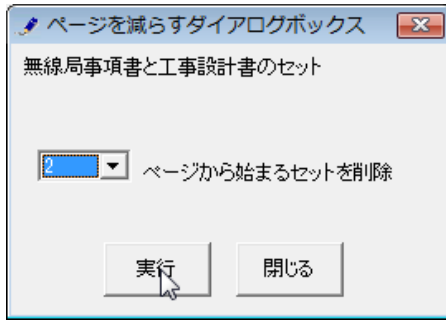 ページを減らすダイアログボックス
無線局事項書と工事設計書のセット
2 ページから始まるセットを削除
実行 閉じる